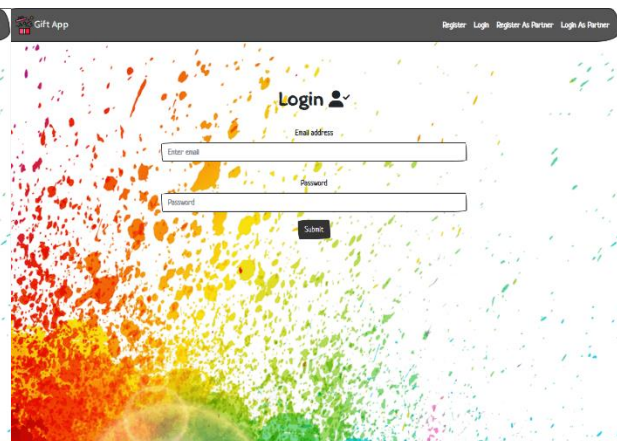 Gift App
Register Login Register As Partner Login As Partner
Login
Email address
Enter email
Password
Password
Submit